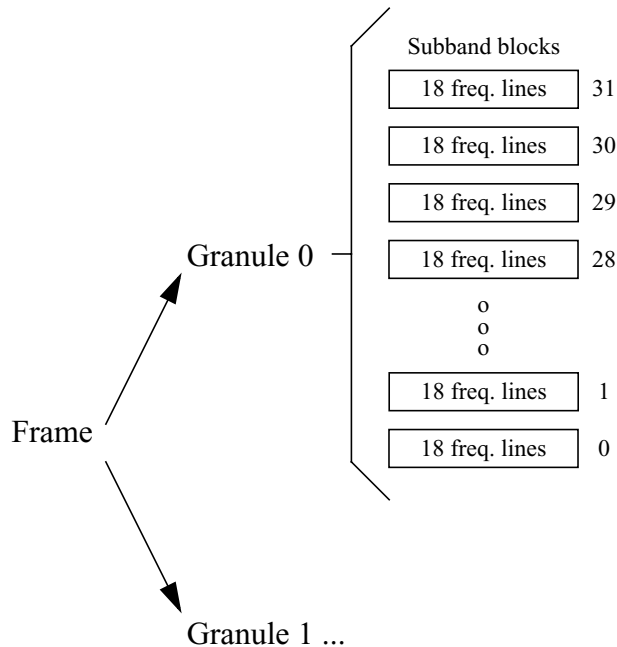 Subband blocks
18 freq. lines 31
18 freq. lines 30
18 freq. lines 29
Granule 0
18 freq. lines 28
o
o
o
18 freq. lines 1
Frame
18 freq. lines 0
Granule 1 ...